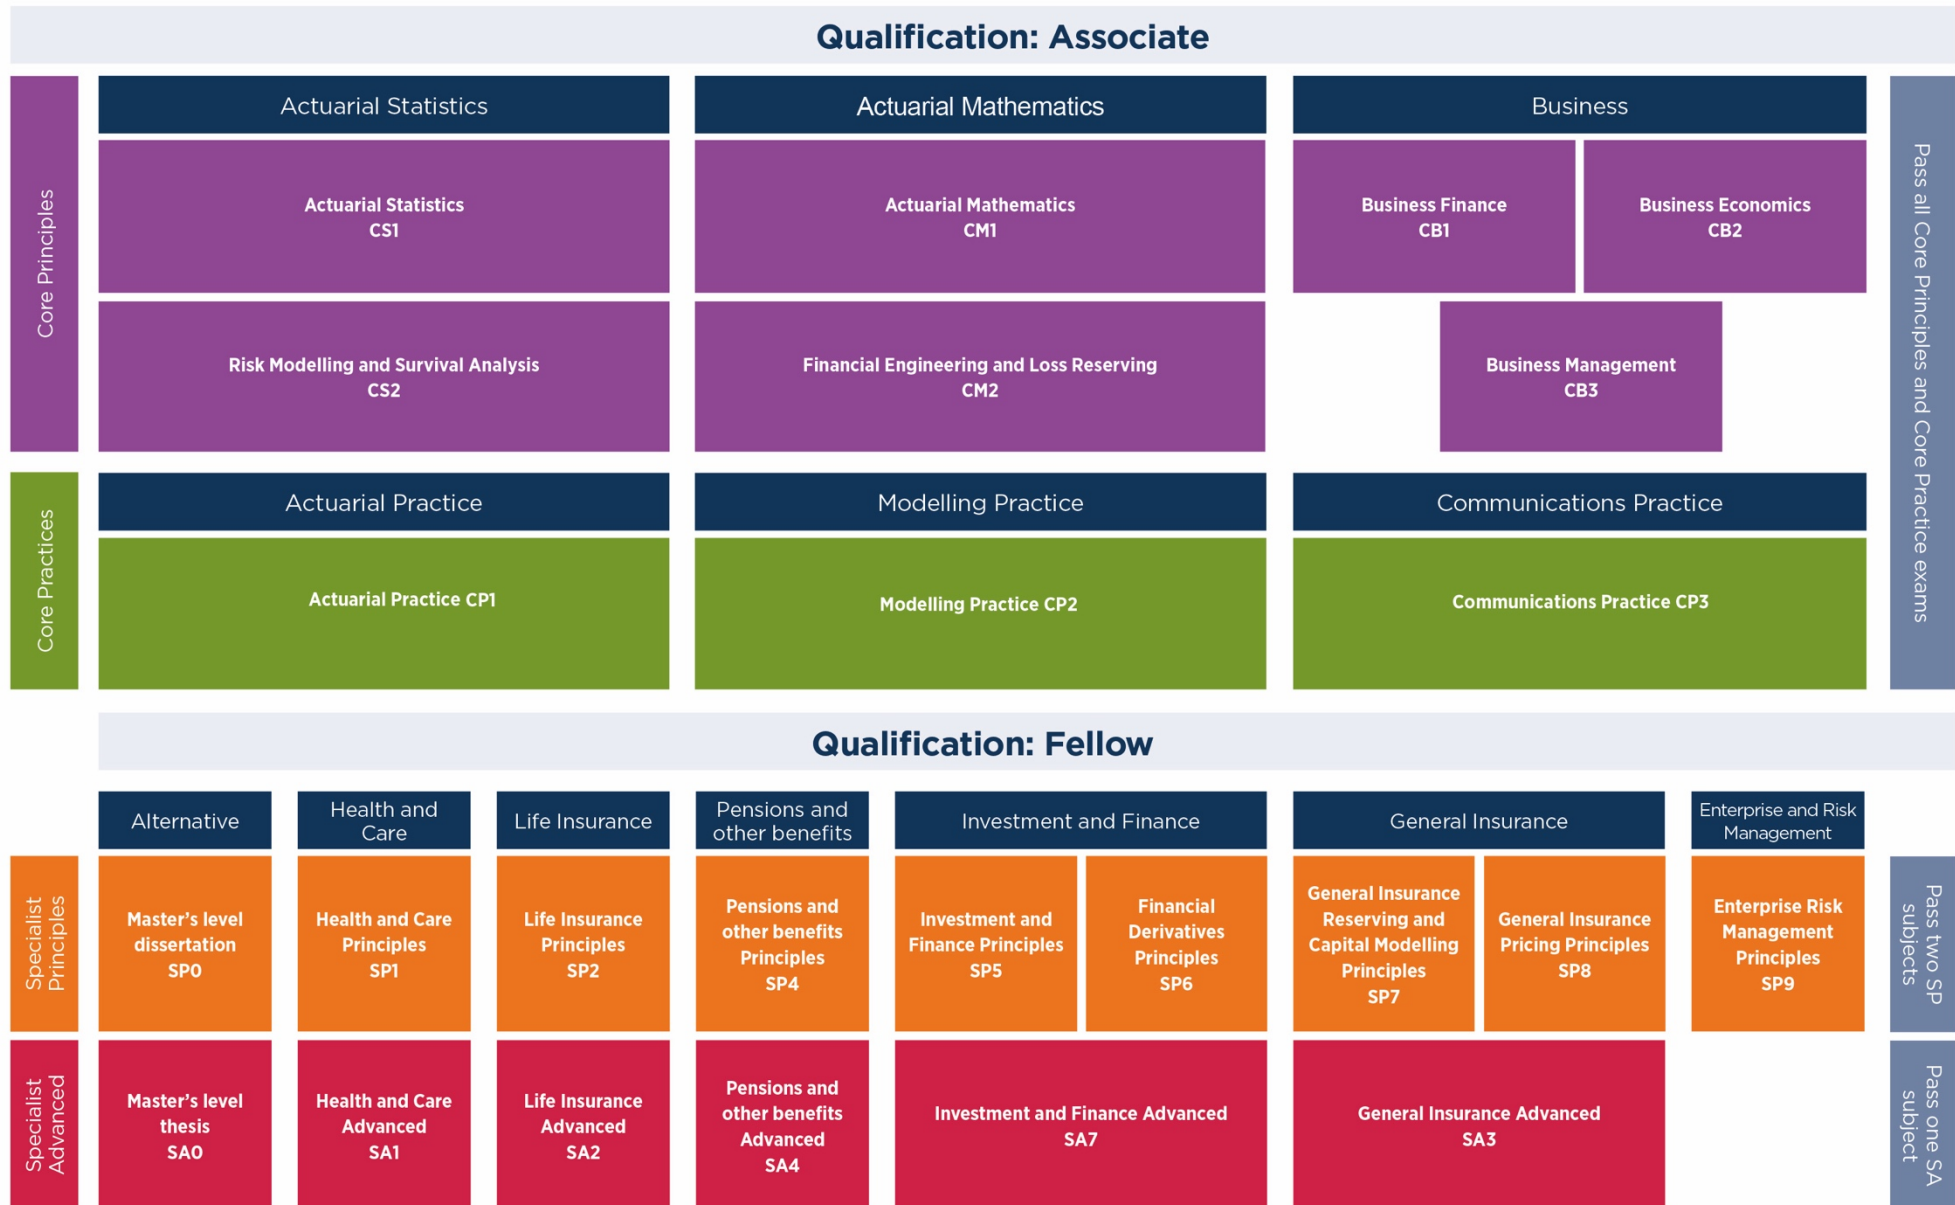 Qualification: Associate
Core Principles
Actuarial Statistics
Actuarial Mathematics
Business
Actuarial Statistics
CS1
Actuarial Mathematics
CM1
Business Finance
CB1
Business Economics
CB2
Risk Modelling and Survival Analysis
CS2
Financial Engineering and Loss Reserving
CM2
Business Management
CB3
Pass all Core Principles and Core Practice exams
Core Practices
Actuarial Practice
Modelling Practice
Communications Practice
Actuarial Practice CP1
Modelling Practice CP2
Communications Practice CP3
Qualification: Fellow
Alternative
Health and
Care
Life Insurance
Pensions and
other benefits
Investment and Finance
General Insurance
Enterprise and Risk
Management
Specialist
Principles
Master's level
dissertation
SP0
Health and Care
Principles
SP1
Life Insurance
Principles
SP2
Pensions and
other benefits
Principles
SP4
Investment and
Finance Principles
SP5
Financial
Derivatives
Principles
SP6
General Insurance
Reserving and
Capital Modelling
Principles
SP7
General Insurance
Pricing Principles
SP8
Enterprise Risk
Management
Principles
SP9
Pass two SP
subjects
Specialist
Advanced
Master's level
thesis
SA0
Health and Care
Advanced
SA1
Life Insurance
Advanced
SA2
Pensions and
other benefits
Advanced
SA4
Investment and Finance Advanced
SA7
General Insurance Advanced
SA3
Pass one SA
subject